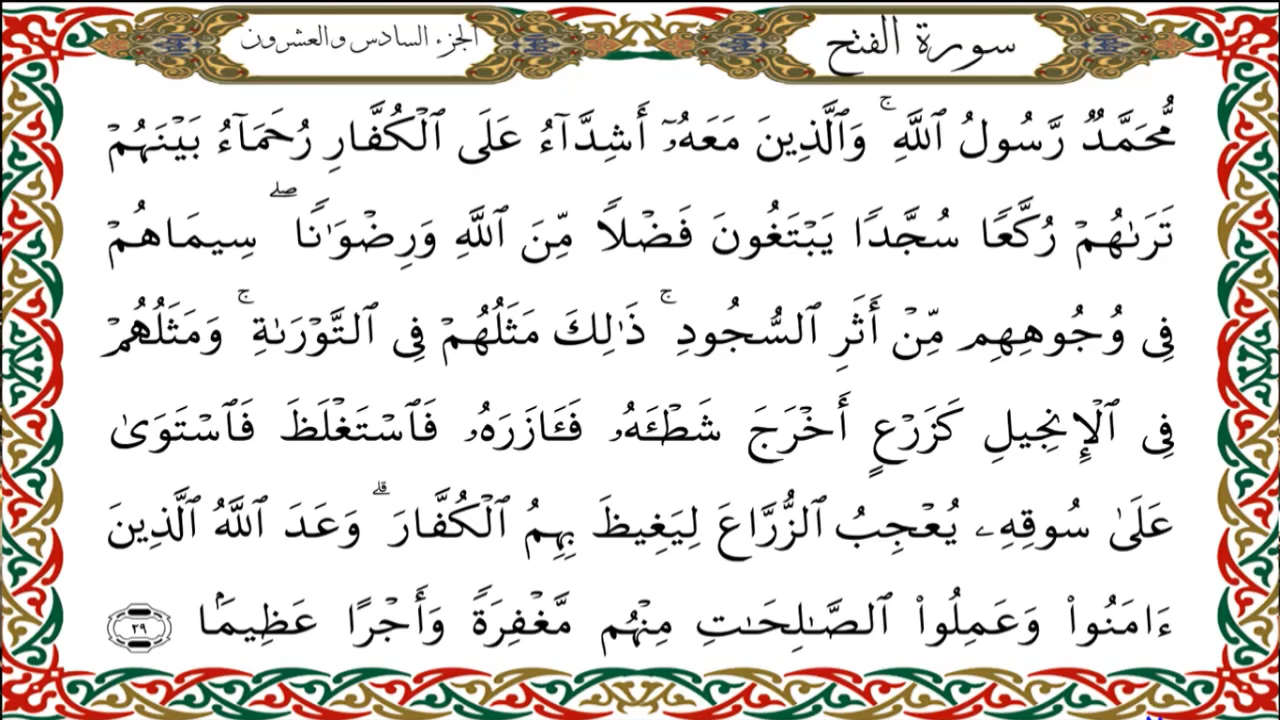 سورة الفتح
الجزء السادس والعشرون
مُّحَمَّدٌ رَّسُولُ ٱللَّهِ ۚ وَٱلَّذِينَ مَعَهُۥٓ أَشِدَّآءُ عَلَى ٱلْكُفَّارِ رُحَمَآءُ بَيْنَهُمْ
تَرَىٰهُمْ رُكَّعًا سُجَّدًا يَبْتَغُونَ فَضْلًا مِّنَ ٱللَّهِ وَرِضْوَٰنًا ۖ سِيمَاهُمْ
فِى وُجُوهِهِم مِّنْ أَثَرِ ٱلسُّجُودِ ۚ ذَٰلِكَ مَثَلُهُمْ فِى ٱلتَّوْرَىٰةِ ۚ وَمَثَلُهُمْ
فِى ٱلْإِنجِيلِ كَزَرْعٍ أَخْرَجَ شَطْـَٔهُۥ فَـَٔازَرَهُۥ فَٱسْتَغْلَظَ فَٱسْتَوَىٰ
عَلَىٰ سُوقِهِۦ يُعْجِبُ ٱلزُّرَّاعَ لِيَغِيظَ بِهِمُ ٱلْكُفَّارَ ۗ وَعَدَ ٱللَّهُ ٱلَّذِينَ
ءَامَنُوا۟ وَعَمِلُوا۟ ٱلصَّـٰلِحَـٰتِ مِنْهُم مَّغْفِرَةً وَأَجْرًا عَظِيمًۢا ٢٩